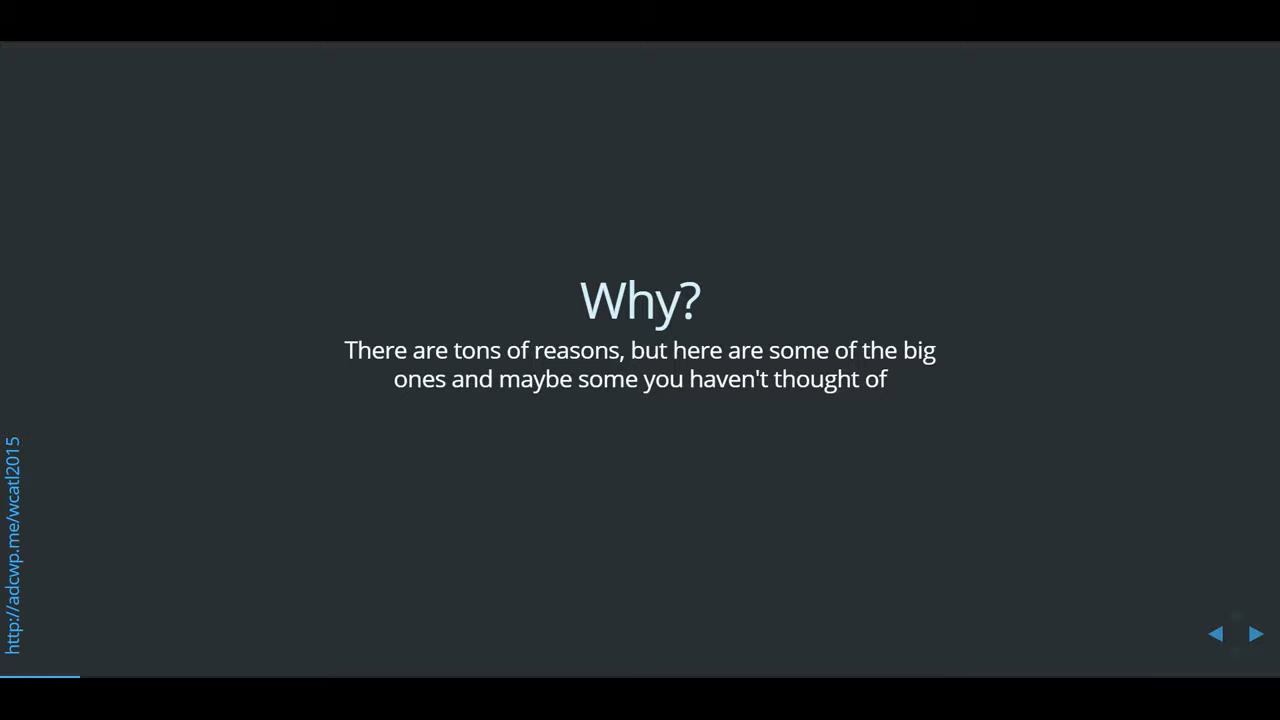 Why?
There are tons of reasons, but here are some of the big
ones and maybe some you haven't thought of
http://adcwp.me/wcatl2015